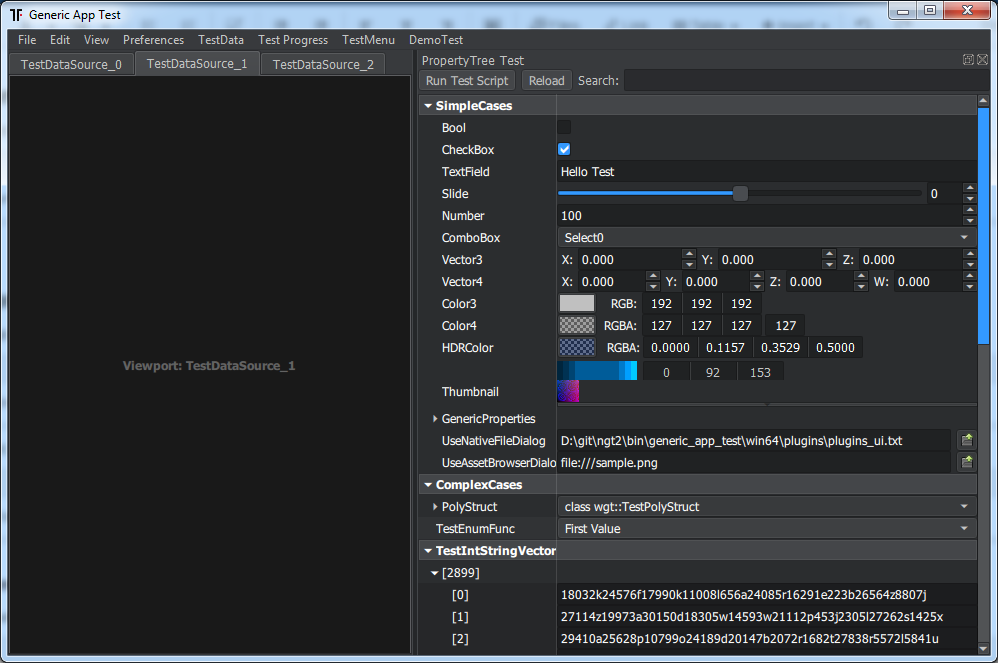 Generic App Test
File Edit View Preferences TestData Test Progress TestMenu DemoTest
TestDataSource_0 TestDataSource_1 TestDataSource_2
Viewport: TestDataSource_1
PropertyTree Test
Run Test Script Reload Search:
SimpleCases
Bool
CheckBox
TextField Hello Test
Slide 0
Number 100
ComboBox Select0
Vector3 X: 0.000 Y: 0.000 Z: 0.000
Vector4 X: 0.000 Y: 0.000 Z: 0.000 W: 0.000
Color3 RGB: 192 192 192
Color4 RGBA: 127 127 127 127
HDRColor RGBA: 0.0000 0.1157 0.3529 0.5000
0 92 153
Thumbnail
GenericProperties
UseNativeFileDialog D:\git\ngt2\bin\generic_app_test\win64\plugins\plugins_ui.txt
UseAssetBrowserDialo file:///sample.png
ComplexCases
PolyStruct class wgt::TestPolyStruct
TestEnumFunc First Value
TestIntStringVector
[2899]
[0] 18032k24576f17990k11008l656a24085r16291e223b26564z8807j
[1] 27114z19973a30150d18305w14593w21112p453j2305l27262s1425x
[2] 29410a25628p10799o24189d20147b2072r1682t27838r5572l5841u